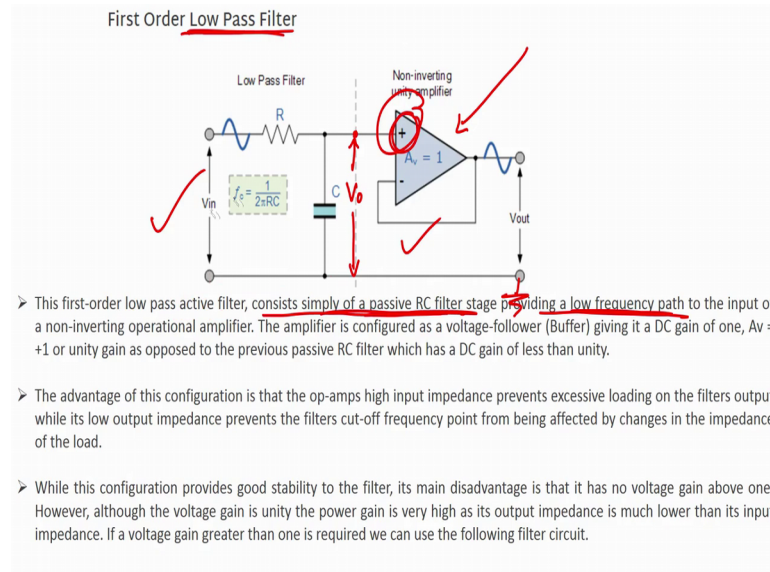 First Order Low Pass Filter
Low Pass Filter
Non-inverting
unity amplifier
R
+
Av = 1
C
Vo
-
Vin
fc = 1/2πRC
Vout
➢ This first-order low pass active filter, consists simply of a passive RC filter stage providing a low frequency path to the input o
a non-inverting operational amplifier. The amplifier is configured as a voltage-follower (Buffer) giving it a DC gain of one, Av =
+1 or unity gain as opposed to the previous passive RC filter which has a DC gain of less than unity.
➢ The advantage of this configuration is that the op-amps high input impedance prevents excessive loading on the filters outpu
while its low output impedance prevents the filters cut-off frequency point from being affected by changes in the impedance
of the load.
➢ While this configuration provides good stability to the filter, its main disadvantage is that it has no voltage gain above one
However, although the voltage gain is unity the power gain is very high as its output impedance is much lower than its inpu
impedance. If a voltage gain greater than one is required we can use the following filter circuit.